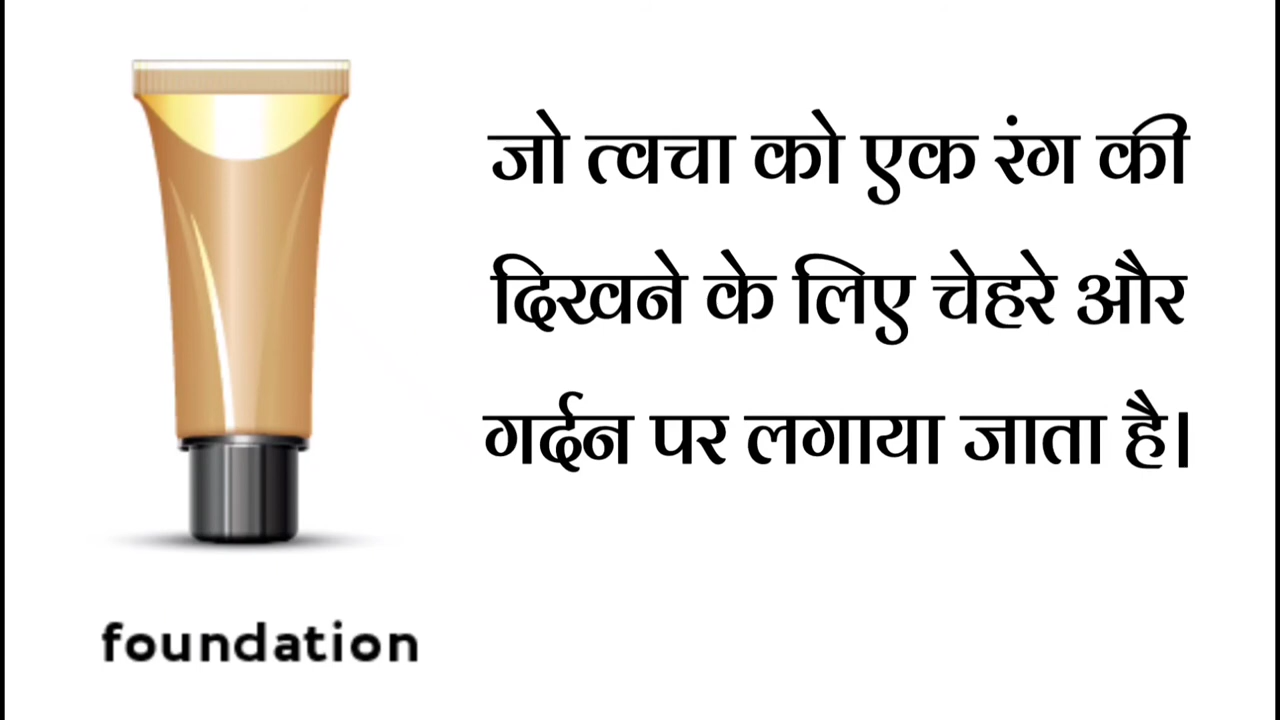 जो त्वचा को एक रंग की
दिखने के लिए चेहरे और
गर्दन पर लगाया जाता है।
foundation